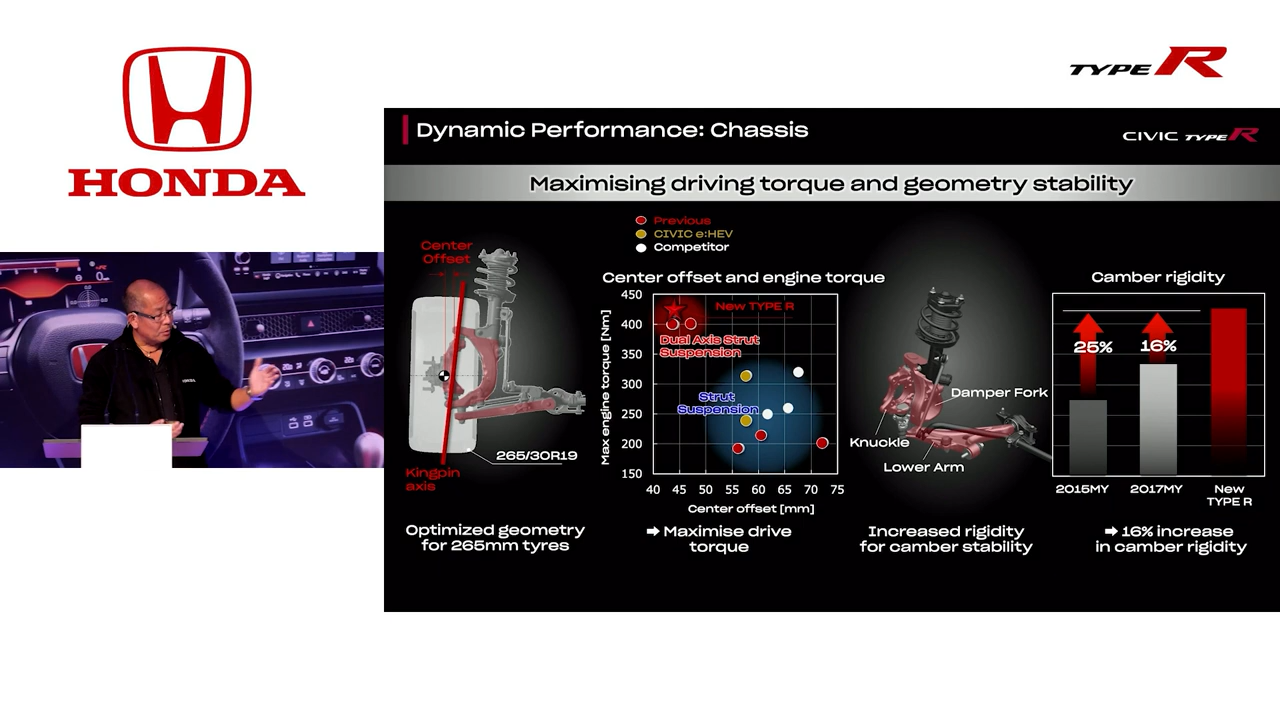 HONDA
TYPE R
Dynamic Performance: Chassis
CIVIC TYPE R
Maximising driving torque and geometry stability
Previous
CIVIC e:HEV
Competitor
Center
Offset
265/30R19
Kingpin
axis
Optimized geometry
for 265mm tyres
Center offset and engine torque
Max engine torque [Nm]
450
400
350
300
250
200
150
New TYPE R
Dual Axis Strut
Suspension
Strut
Suspension
40 45 50 55 60 65 70 75
Center offset [mm]
➡ Maximise drive
torque
Damper Fork
Knuckle
Lower Arm
Increased rigidity
for camber stability
Camber rigidity
25%
16%
2015MY
2017MY
New
TYPE R
➡ 16% increase
in camber rigidity